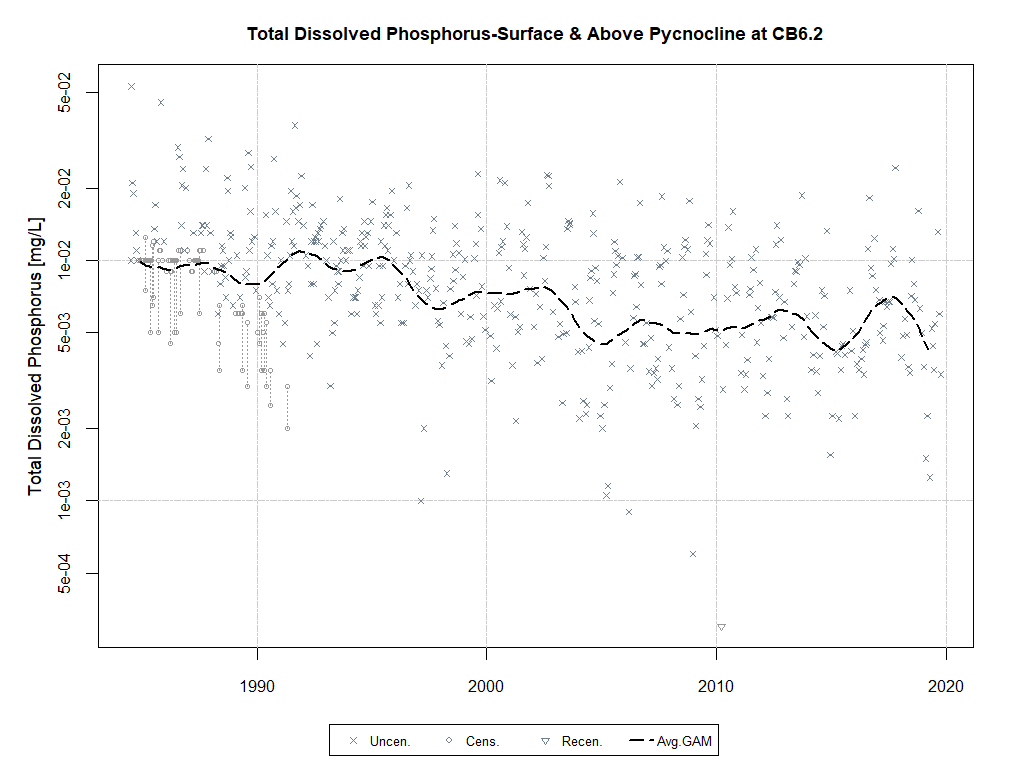 Total Dissolved Phosphorus-Surface & Above Pycnocline at CB6.2
Total Dissolved Phosphorus [mg/L]
5e-02
2e-02
1e-02
5e-03
2e-03
1e-03
5e-04
1990 2000 2010 2020
Uncen. Cens. Recen. Avg.GAM